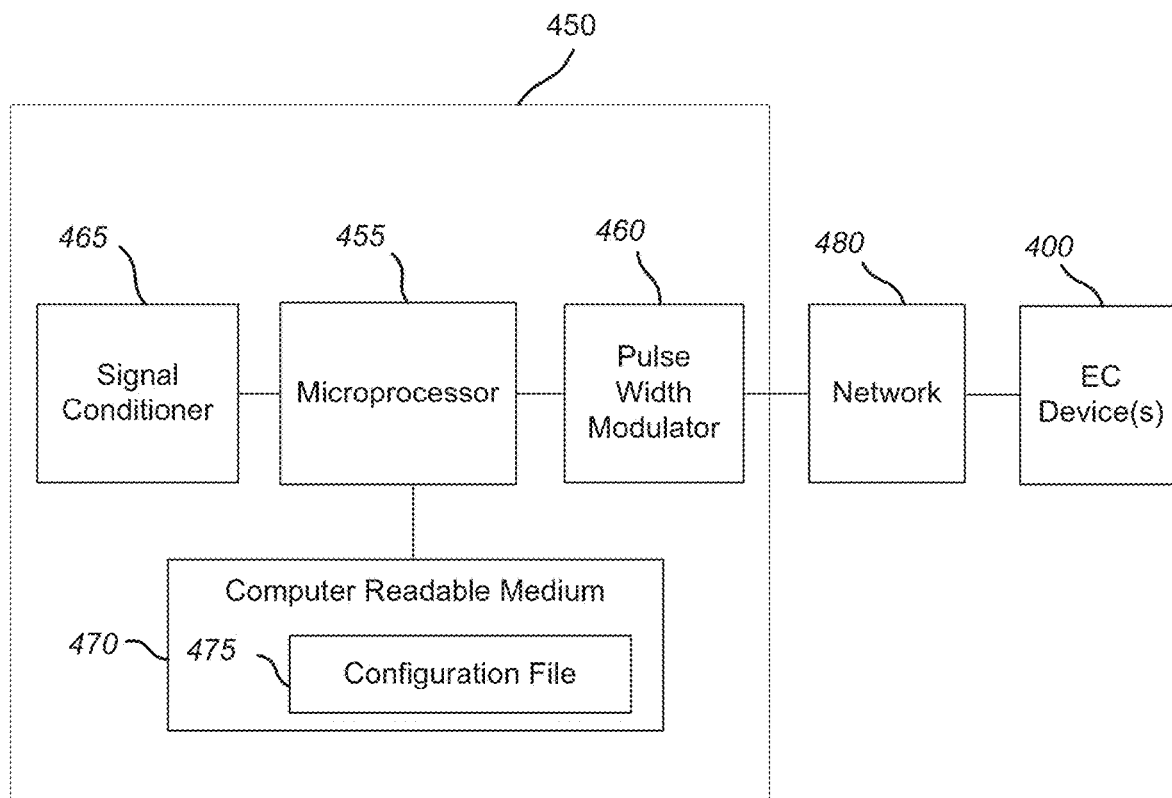 450
465
455
460
480
400
Signal
Conditioner
Microprocessor
Pulse
Width
Modulator
Network
EC
Device(s)
Computer Readable Medium
470
475
Configuration File